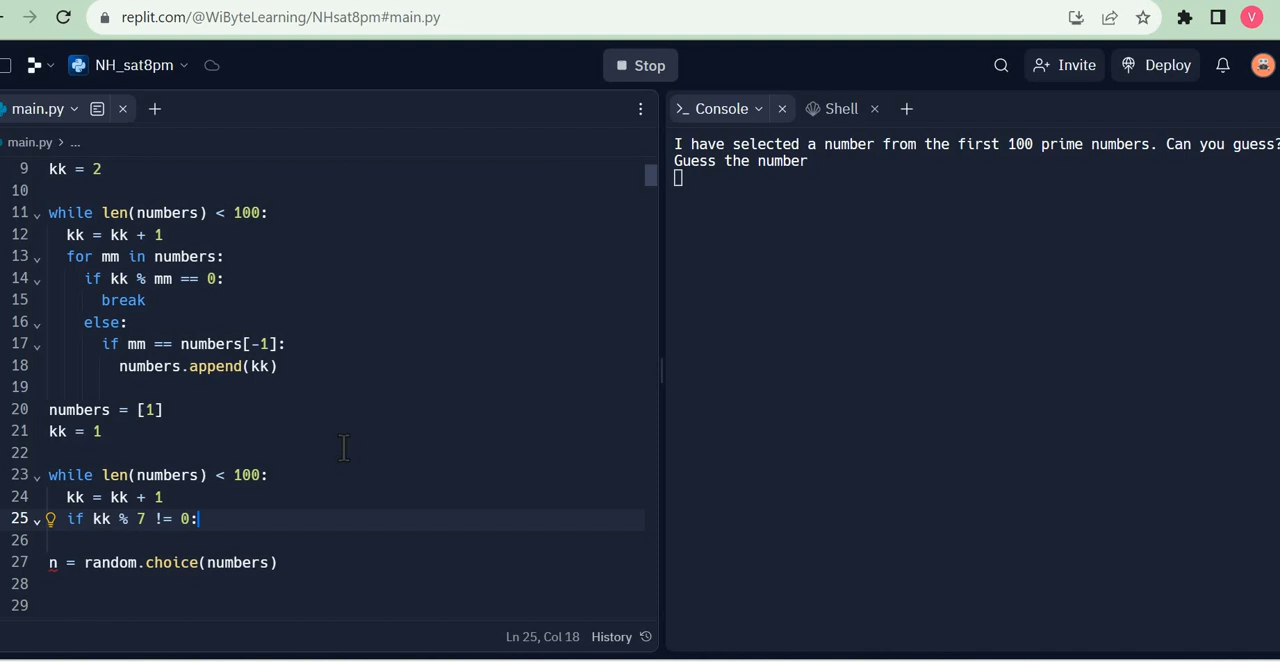 replit.com/@WiByteLearning/NHsat8pm#main.py
V
NH_sat8pm
Stop
Invite
Deploy
main.py
Console
Shell
main.py > ...
9 kk = 2
10
11 while len(numbers) < 100:
12 kk = kk + 1
13 for mm in numbers:
14 if kk % mm == 0:
15 break
16 else:
17 if mm == numbers[-1]:
18 numbers.append(kk)
19
20 numbers = [1]
21 kk = 1
22
23 while len(numbers) < 100:
24 kk = kk + 1
25 if kk % 7 != 0:
26
27 n = random.choice(numbers)
28
29
Ln 25, Col 18 History
I have selected a number from the first 100 prime numbers. Can you guess?
Guess the number